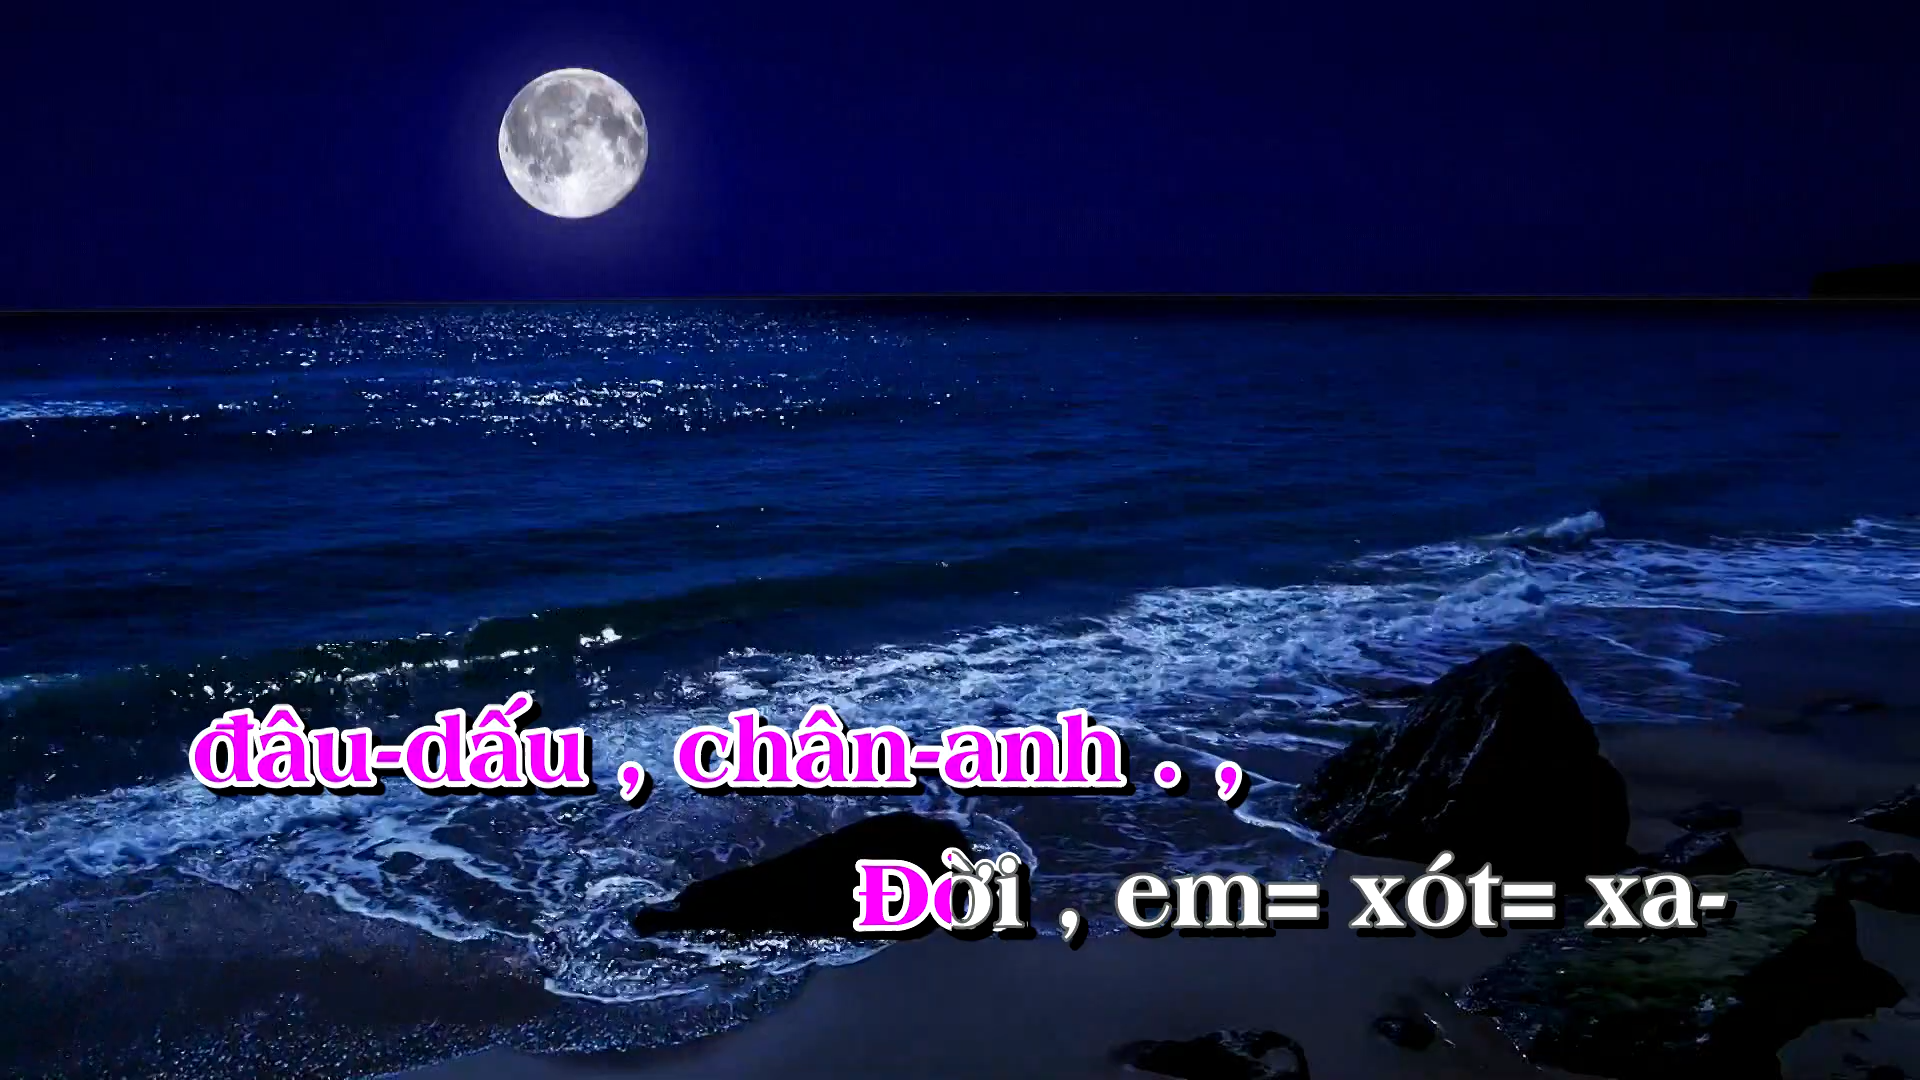 đâu-dấu , chân-anh . ,
Đời , em= xót= xa-